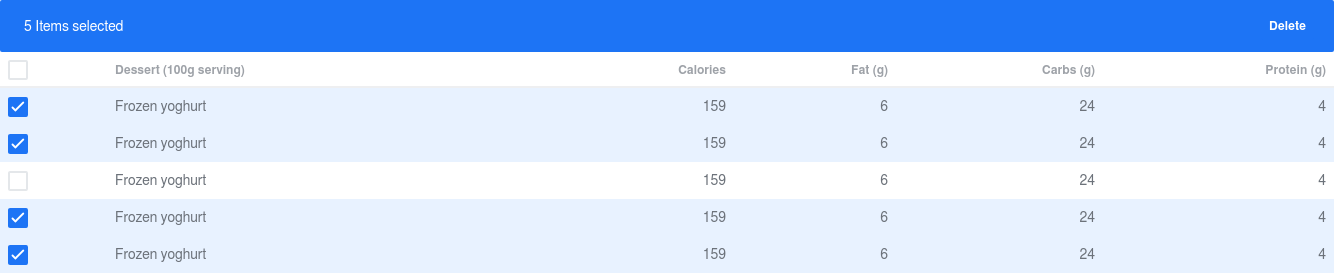 5 Items selected Delete
Dessert (100g serving) Calories Fat (g) Carbs (g) Protein (g)
Frozen yoghurt 159 6 24 4
Frozen yoghurt 159 6 24 4
Frozen yoghurt 159 6 24 4
Frozen yoghurt 159 6 24 4
Frozen yoghurt 159 6 24 4